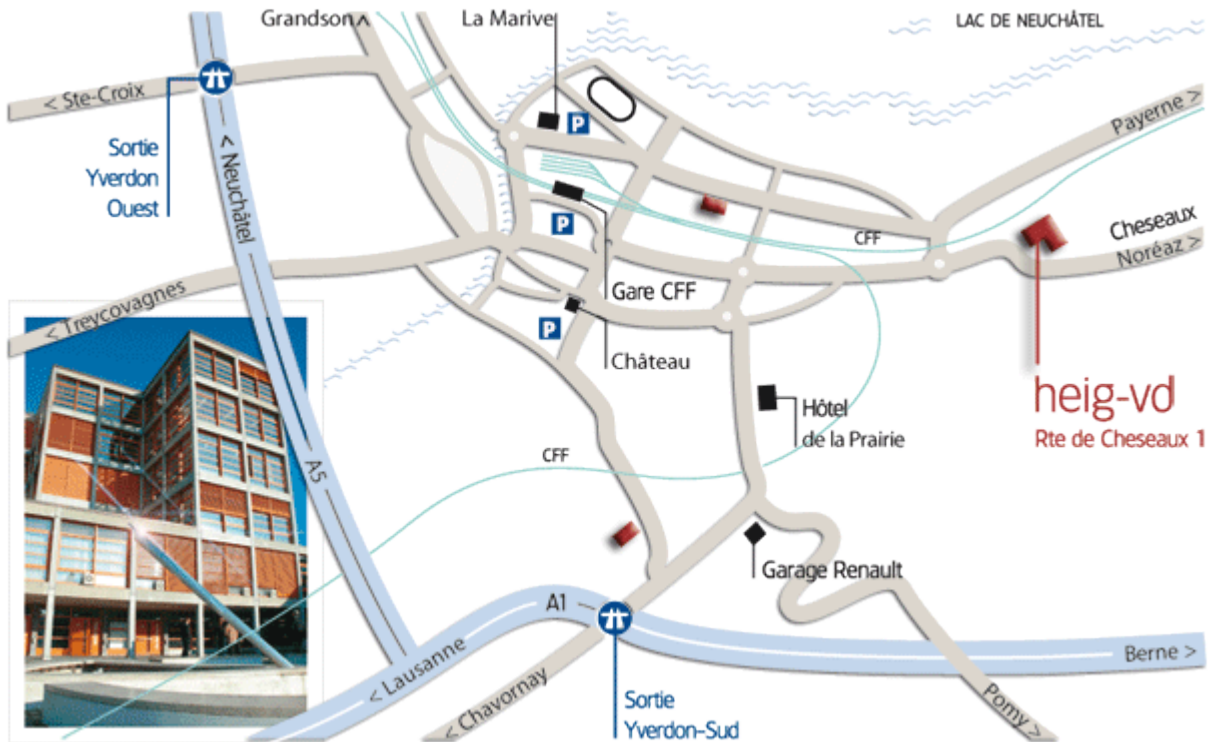 Grandson >
La Marive
LAC DE NEUCHÂTEL
< Ste-Croix
P
Payerne >
Sortie
Yverdon
Ouest
< Neuchâtel
P
CFF
Cheseaux
Noréaz >
Gare CFF
< Treycovagnes
P
Château
heig-vd
Rte de Cheseaux 1
Hôtel
de la Prairie
CFF
A5
Garage Renault
A1
< Lausanne
Berne >
< Chavornay
Sortie
Yverdon-Sud
Pomy >